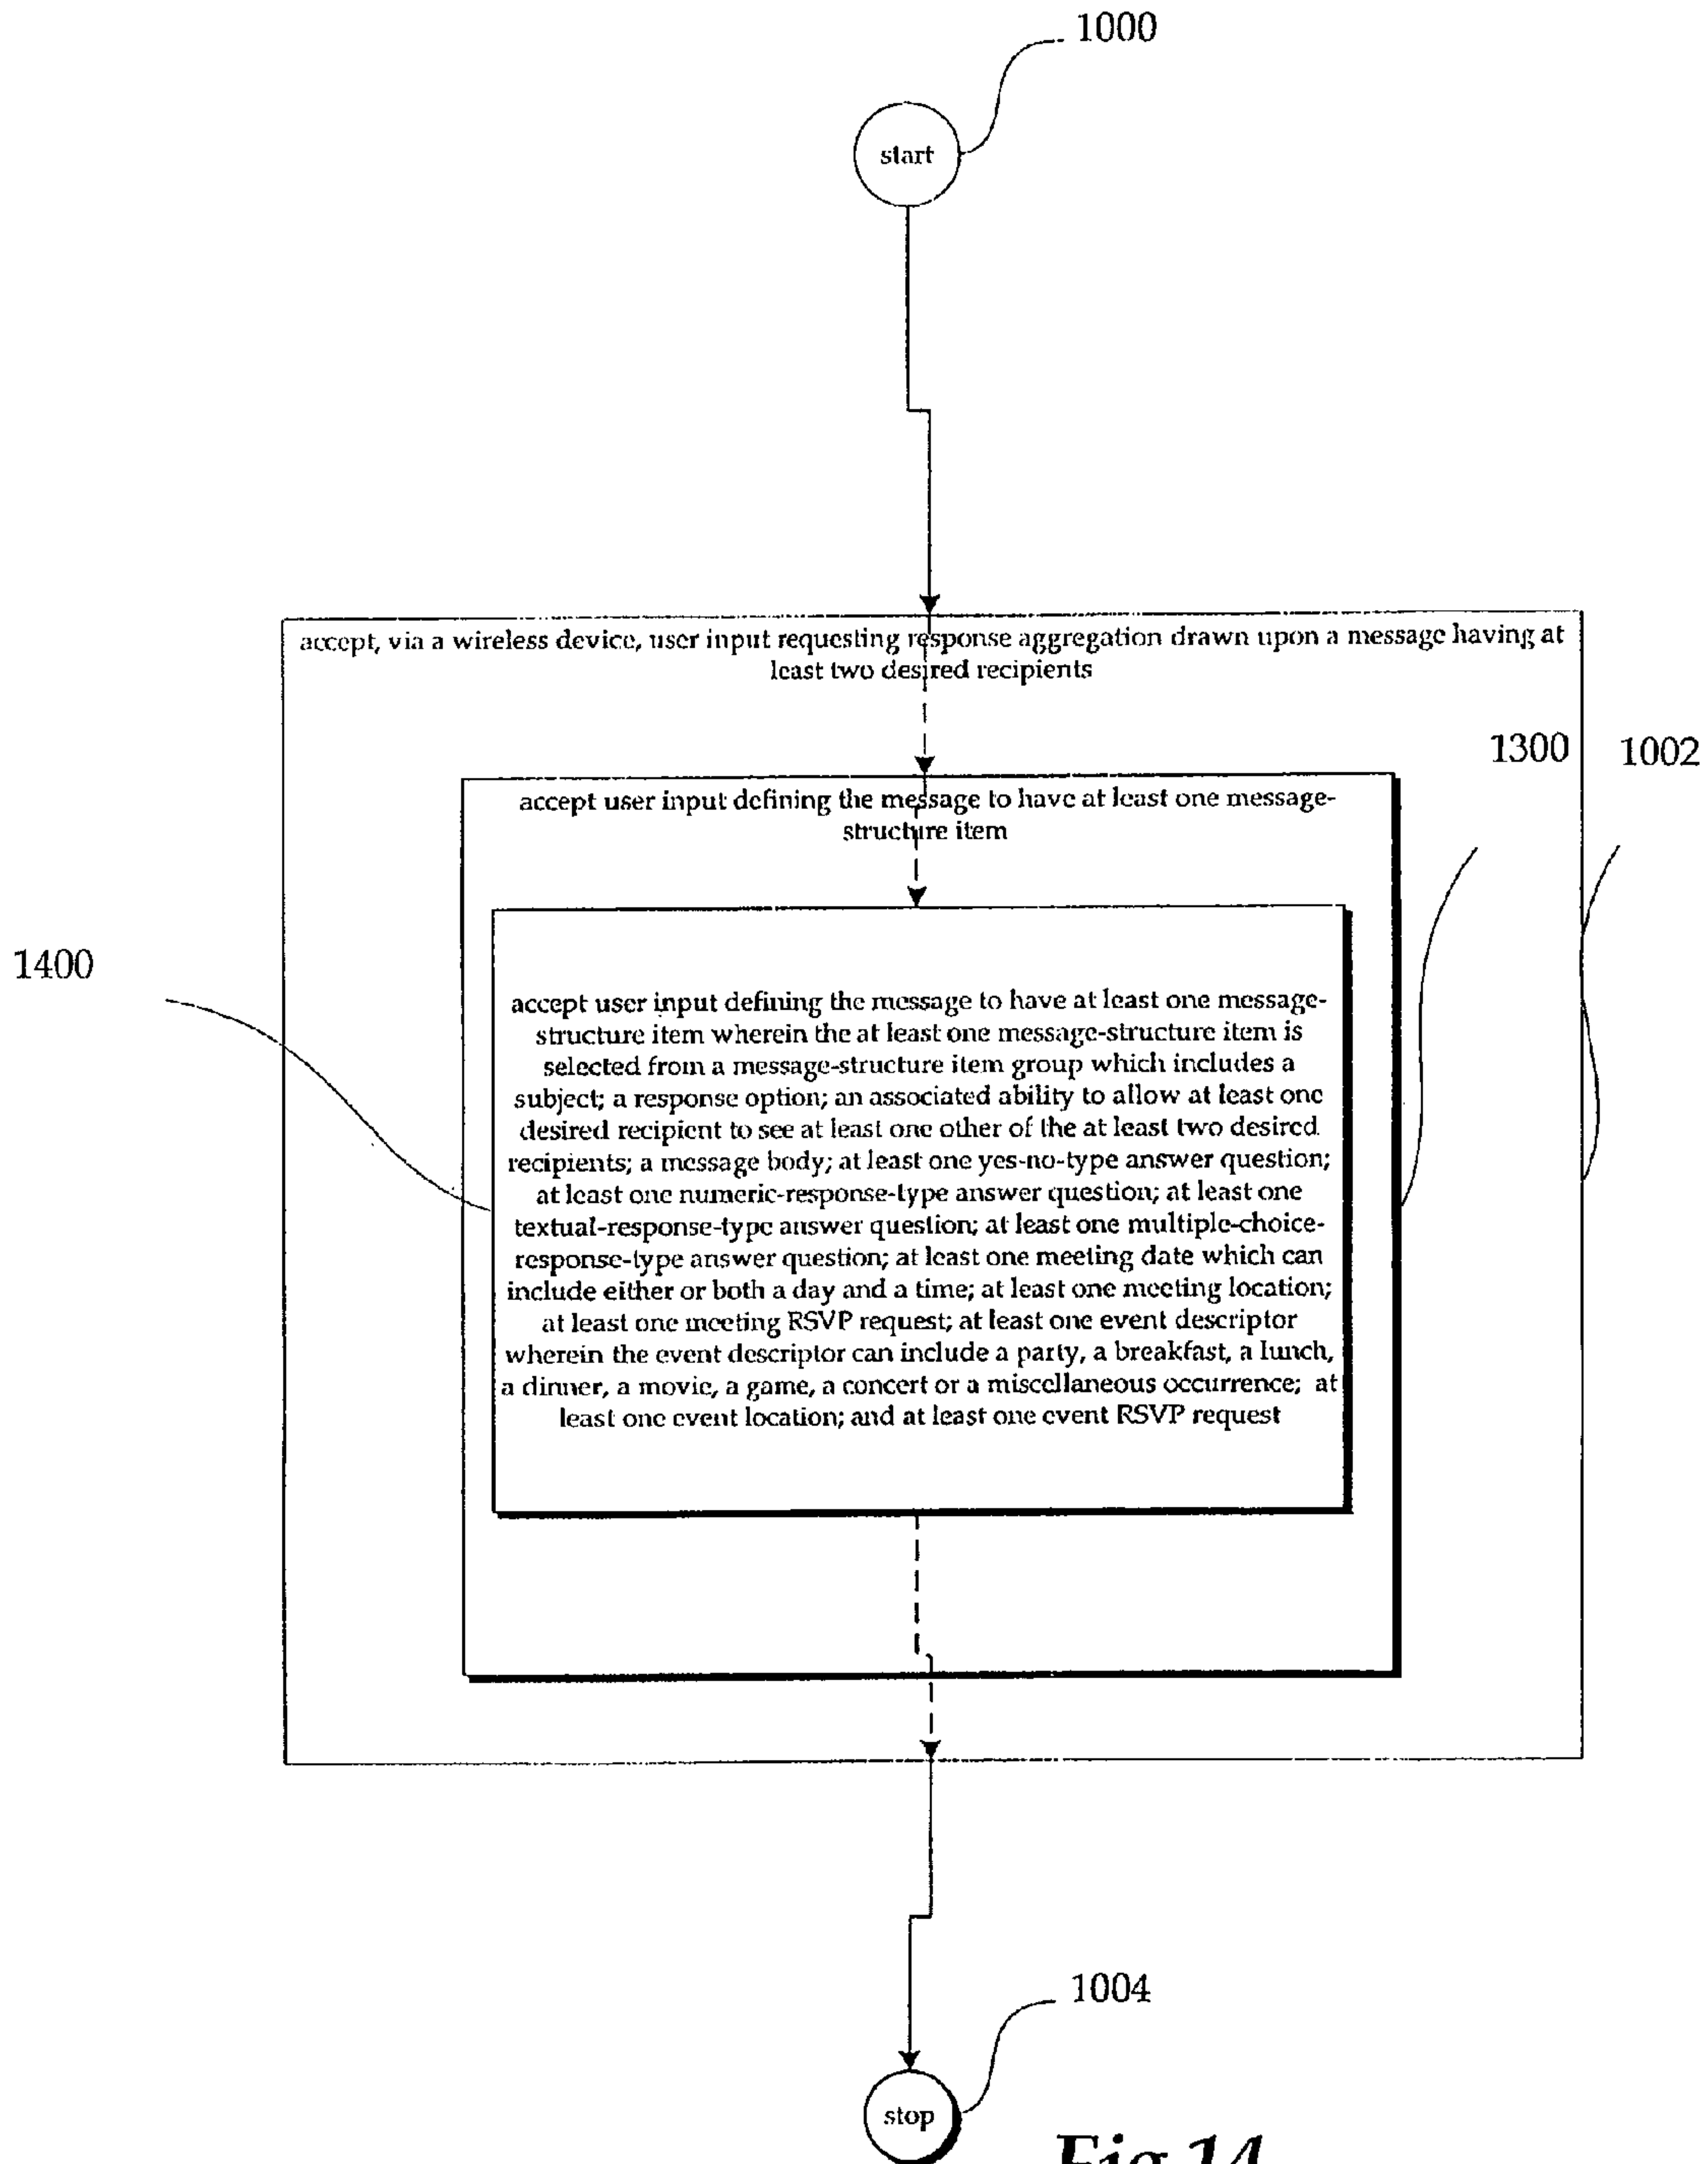 1000
start
accept, via a wireless device, user input requesting response aggregation drawn upon a message having at
least two desired recipients
1300
1002
accept user input defining the message to have at least one message-
structure item
1400
accept user input defining the message to have at least one message-
structure item wherein the at least one message-structure item is
selected from a message-structure item group which includes a
subject; a response option; an associated ability to allow at least one
desired recipient to see at least one other of the at least two desired
recipients; a message body; at least one yes-no-type answer question;
at least one numeric-response-type answer question; at least one
textual-response-type answer question; at least one multiple-choice-
response-type answer question; at least one meeting date which can
include either or both a day and a time; at least one meeting location;
at least one meeting RSVP request; at least one event descriptor
wherein the event descriptor can include a party, a breakfast, a lunch,
a dinner, a movie, a game, a concert or a miscellaneous occurrence; at
least one event location; and at least one event RSVP request
1004
stop
Fig 14